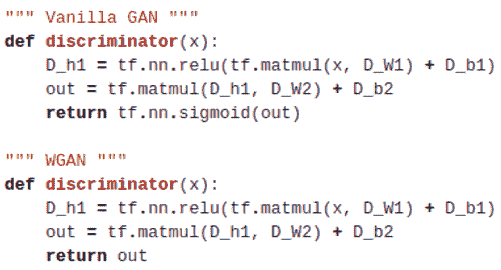 """ Vanilla GAN """
def discriminator(x):
    D_h1 = tf.nn.relu(tf.matmul(x, D_W1) + D_b1)
    out = tf.matmul(D_h1, D_W2) + D_b2
    return tf.nn.sigmoid(out)
""" WGAN """
def discriminator(x):
    D_h1 = tf.nn.relu(tf.matmul(x, D_W1) + D_b1)
    out = tf.matmul(D_h1, D_W2) + D_b2
    return out